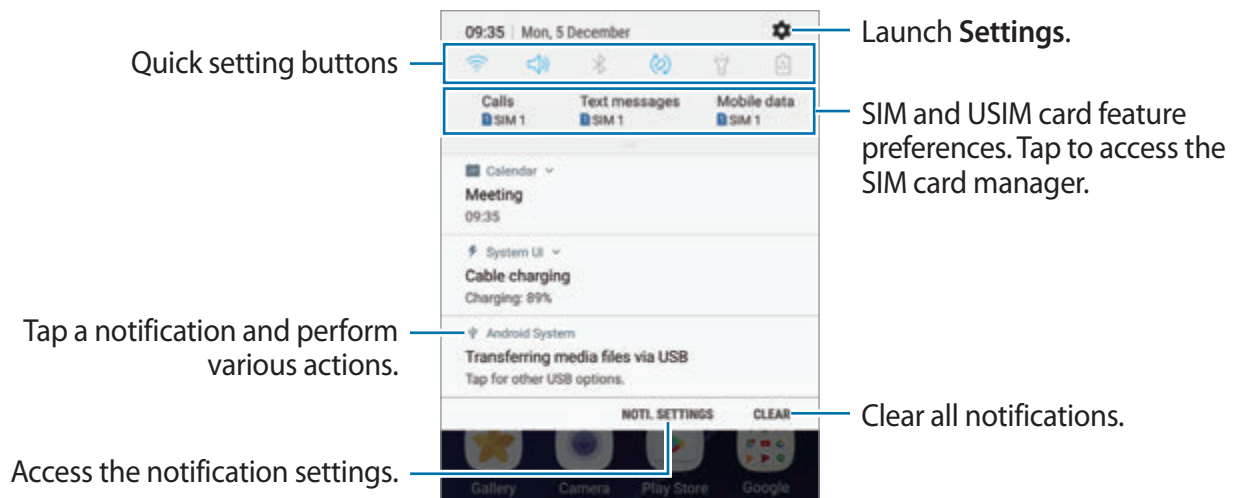 09:35 | Mon, 5 December
Launch Settings.
Quick setting buttons
Calls
Text messages
Mobile data
SIM 1
SIM 1
SIM 1
SIM and USIM card feature
preferences. Tap to access the
SIM card manager.
Calendar
Meeting
09:35
System UI
Cable charging
Charging: 89%
Tap a notification and perform
various actions.
Android System
Transferring media files via USB
Tap for other USB options.
NOTI. SETTINGS
CLEAR
Clear all notifications.
Access the notification settings.
Gallery
Camera
Play Store
Google